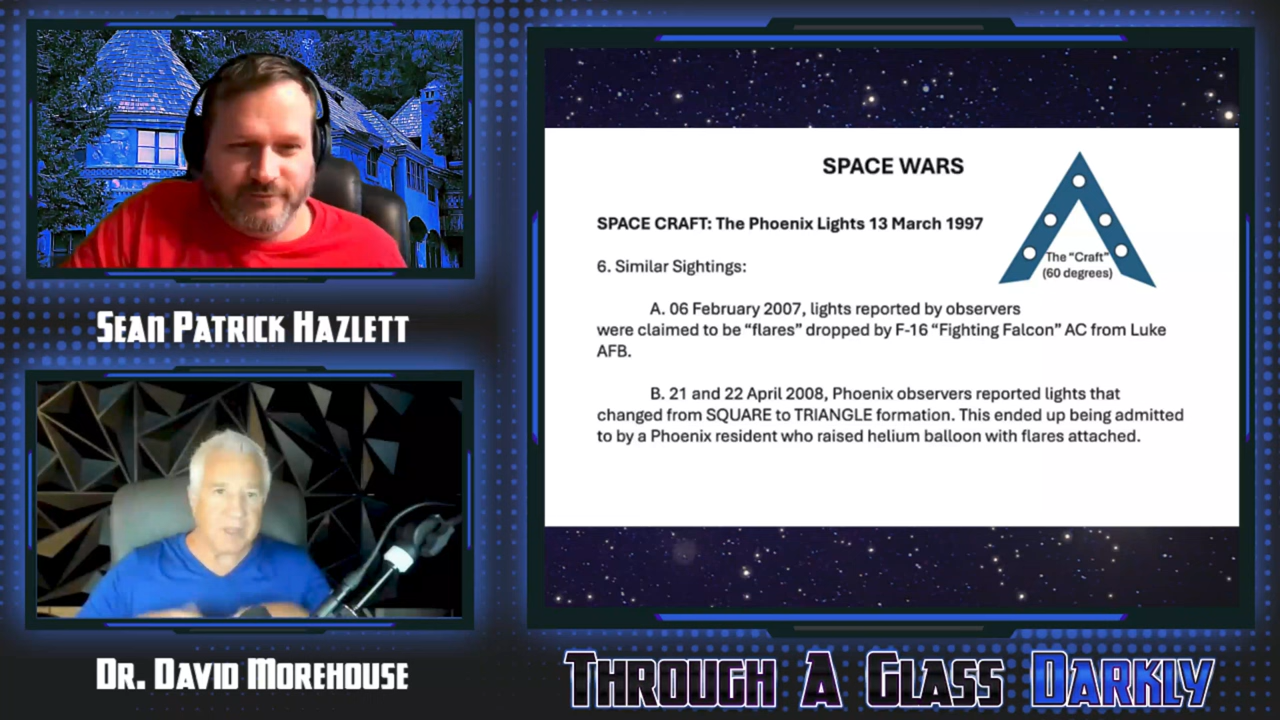 SEAN PATRICK HAZLETT
DR. DAVID MOREHOUSE
SPACE WARS
SPACE CRAFT: The Phoenix Lights 13 March 1997
The "Craft"
(60 degrees)
6. Similar Sightings:
A. 06 February 2007, lights reported by observers
were claimed to be "flares" dropped by F-16 "Fighting Falcon" AC from Luke
AFB.
B. 21 and 22 April 2008, Phoenix observers reported lights that
changed from SQUARE to TRIANGLE formation. This ended up being admitted
to by a Phoenix resident who raised helium balloon with flares attached.
THROUGH A GLASS DARKLY